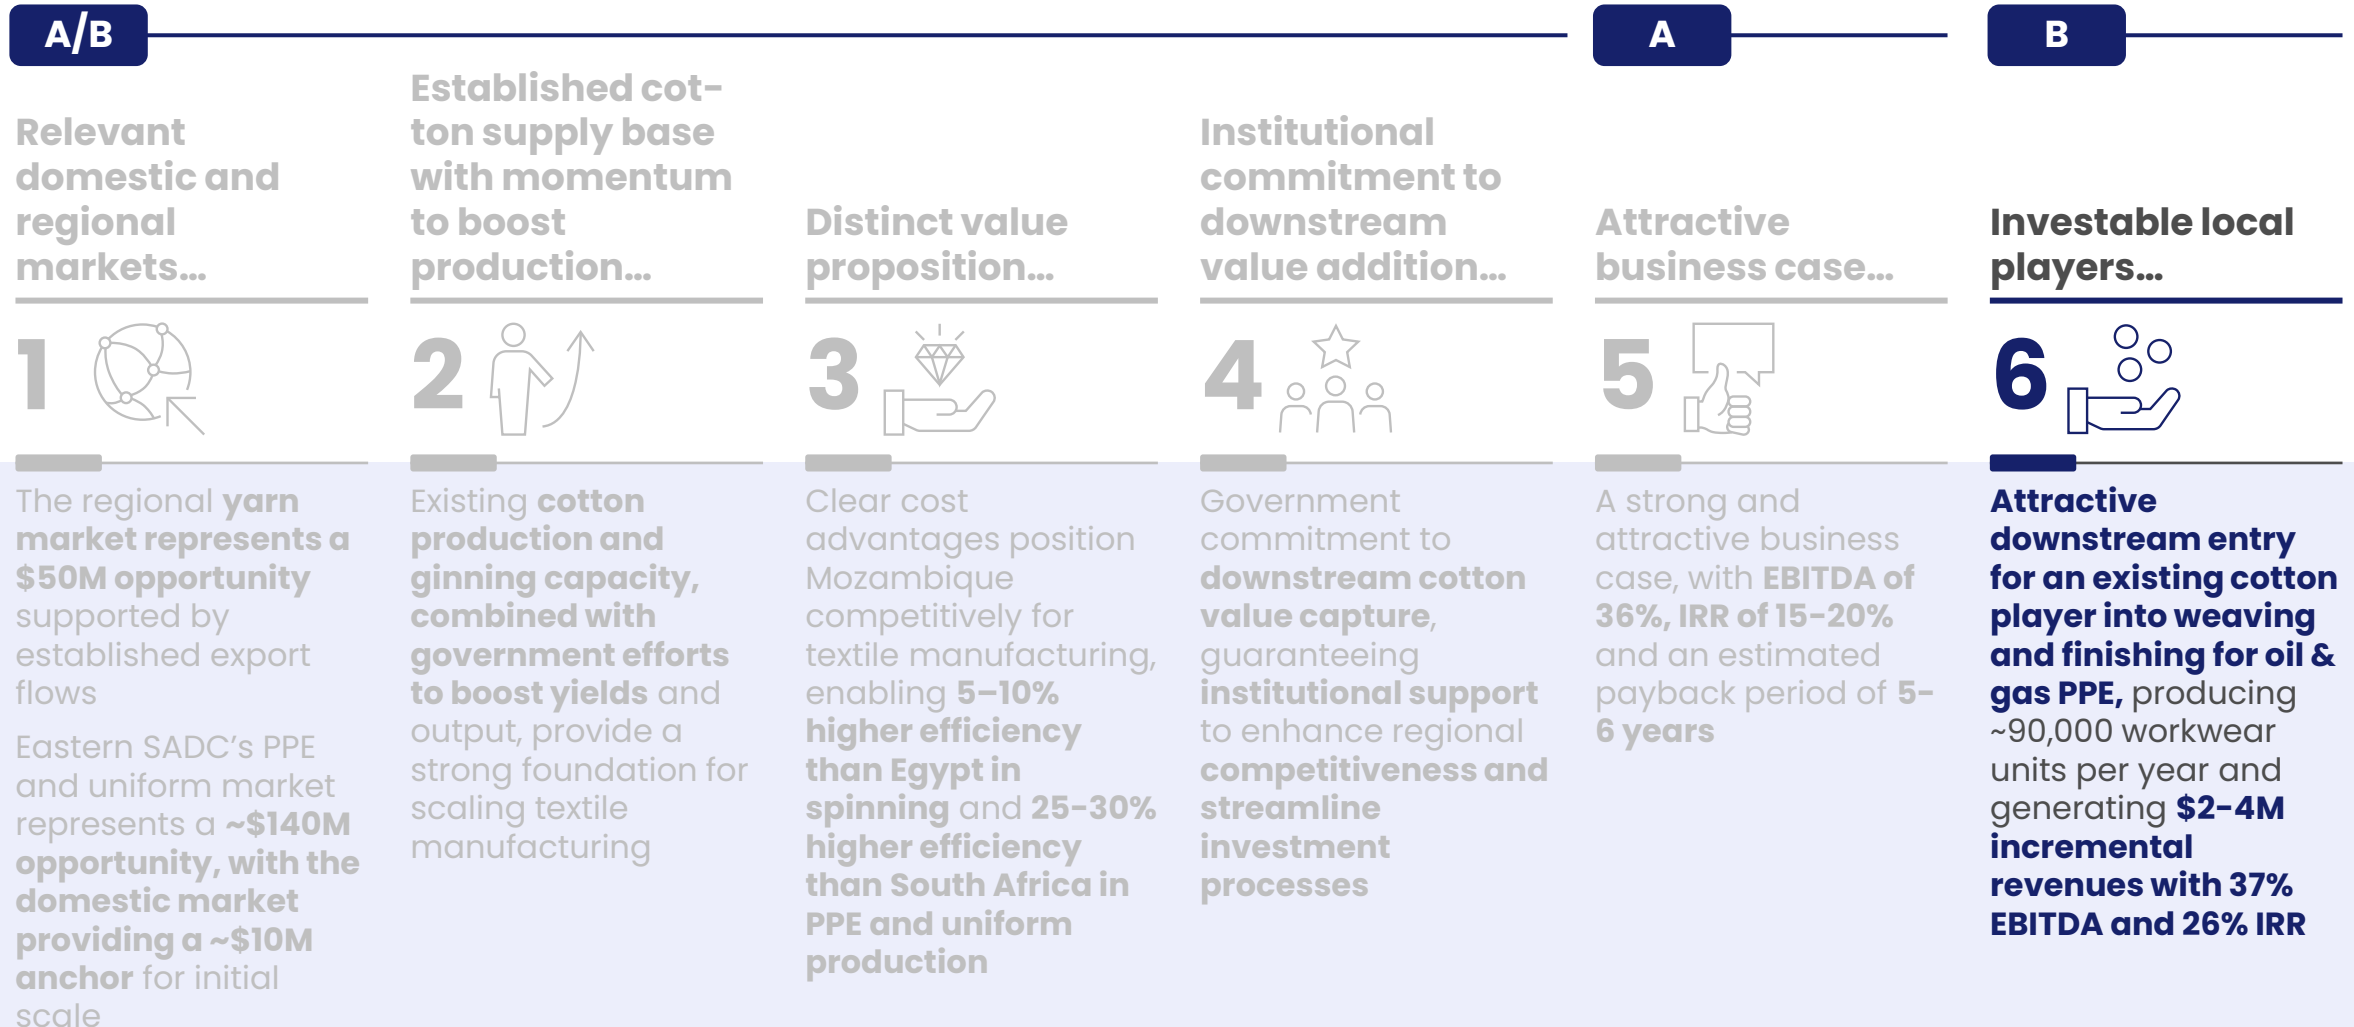 A/B
A
B
Relevant
domestic and
regional
markets...
Established cot-
ton supply base
with momentum
to boost
production...
Distinct value
proposition...
Institutional
commitment to
downstream
value addition...
Attractive
business case...
Investable local
players...
1
2
3
4
5
6
The regional yarn
market represents a
$50M opportunity
supported by
established export
flows
Eastern SADC's PPE
and uniform market
represents a ~$140M
opportunity, with the
domestic market
providing a ~$10M
anchor for initial
scale
Existing cotton
production and
ginning capacity,
combined with
government efforts
to boost yields and
output, provide a
strong foundation for
scaling textile
manufacturing
Clear cost
advantages position
Mozambique
competitively for
textile manufacturing,
enabling 5–10%
higher efficiency
than Egypt in
spinning and 25-30%
higher efficiency
than South Africa in
PPE and uniform
production
Government
commitment to
downstream cotton
value capture,
guaranteeing
institutional support
to enhance regional
competitiveness and
streamline
investment
processes
A strong and
attractive business
case, with EBITDA of
36%, IRR of 15-20%
and an estimated
payback period of 5-
6 years
Attractive
downstream entry
for an existing cotton
player into weaving
and finishing for oil &
gas PPE, producing
~90,000 workwear
units per year and
generating $2-4M
incremental
revenues with 37%
EBITDA and 26% IRR